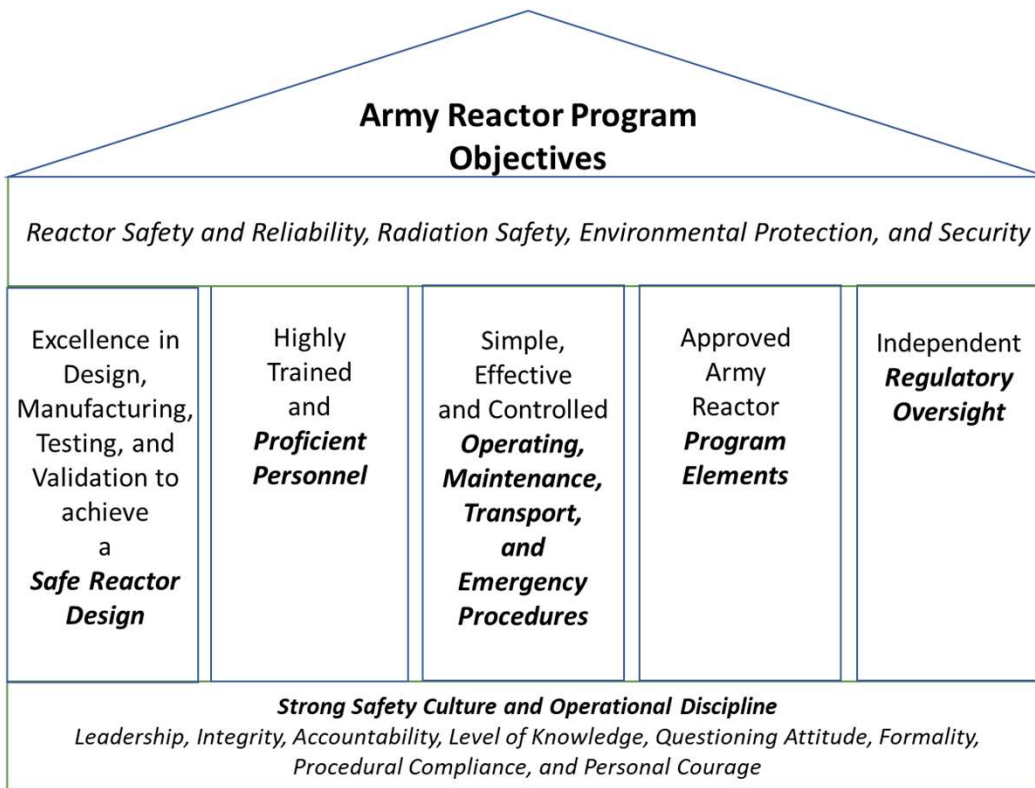 Army Reactor Program
Objectives
Reactor Safety and Reliability, Radiation Safety, Environmental Protection, and Security
Excellence in
Design,
Manufacturing,
Testing, and
Validation to
achieve
a
Safe Reactor
Design
Highly
Trained
and
Proficient
Personnel
Simple,
Effective
and Controlled
Operating,
Maintenance,
Transport,
and
Emergency
Procedures
Approved
Army
Reactor
Program
Elements
Independent
Regulatory
Oversight
Strong Safety Culture and Operational Discipline
Leadership, Integrity, Accountability, Level of Knowledge, Questioning Attitude, Formality,
Procedural Compliance, and Personal Courage